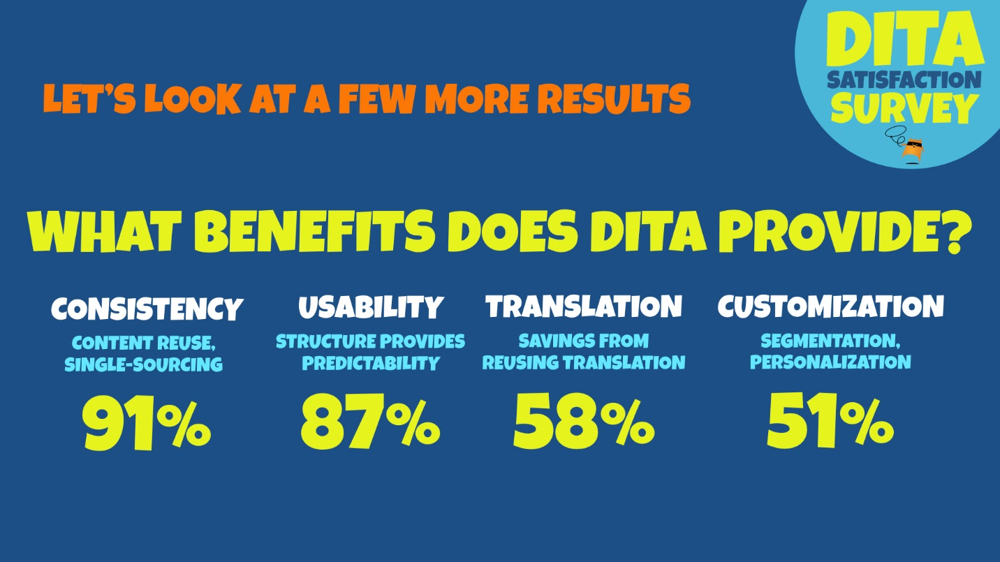 DITA
SATISFACTION
SURVEY
LET'S LOOK AT A FEW MORE RESULTS
WHAT BENEFITS DOES DITA PROVIDE?
CONSISTENCY
CONTENT REUSE,
SINGLE-SOURCING
91%
USABILITY
STRUCTURE PROVIDES
PREDICTABILITY
87%
TRANSLATION
SAVINGS FROM
REUSING TRANSLATION
58%
CUSTOMIZATION
SEGMENTATION,
PERSONALIZATION
51%